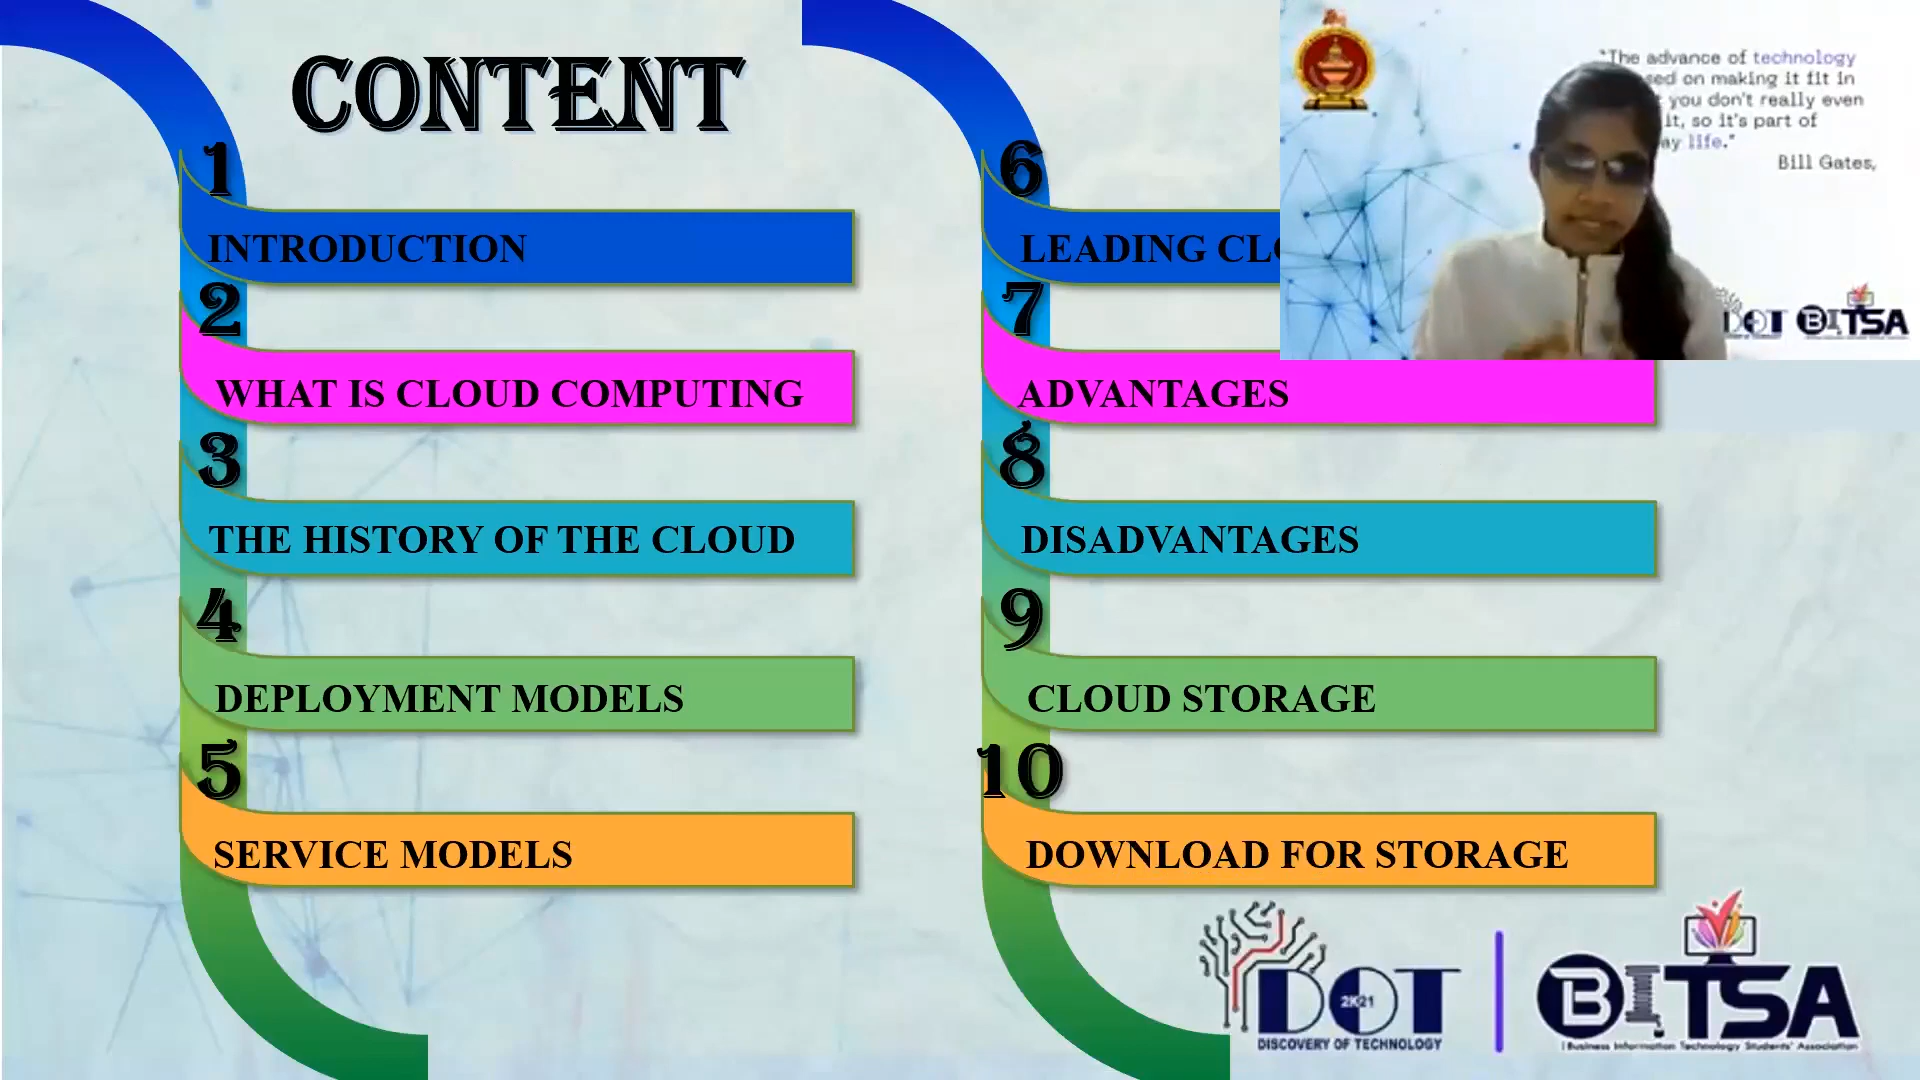 CONTENT
1
INTRODUCTION
2
WHAT IS CLOUD COMPUTING
3
THE HISTORY OF THE CLOUD
4
DEPLOYMENT MODELS
5
SERVICE MODELS
6
LEADING
7
ADVANTAGES
8
DISADVANTAGES
9
CLOUD STORAGE
10
DOWNLOAD FOR STORAGE
"The advance of technology
on making it fit in
you don't really even
it, so it's part of
life."
Bill Gates,
DOT BITSA
DOT
2K21
DISCOVERY OF TECHNOLOGY
BITSA
Business Information Technology Students' Association